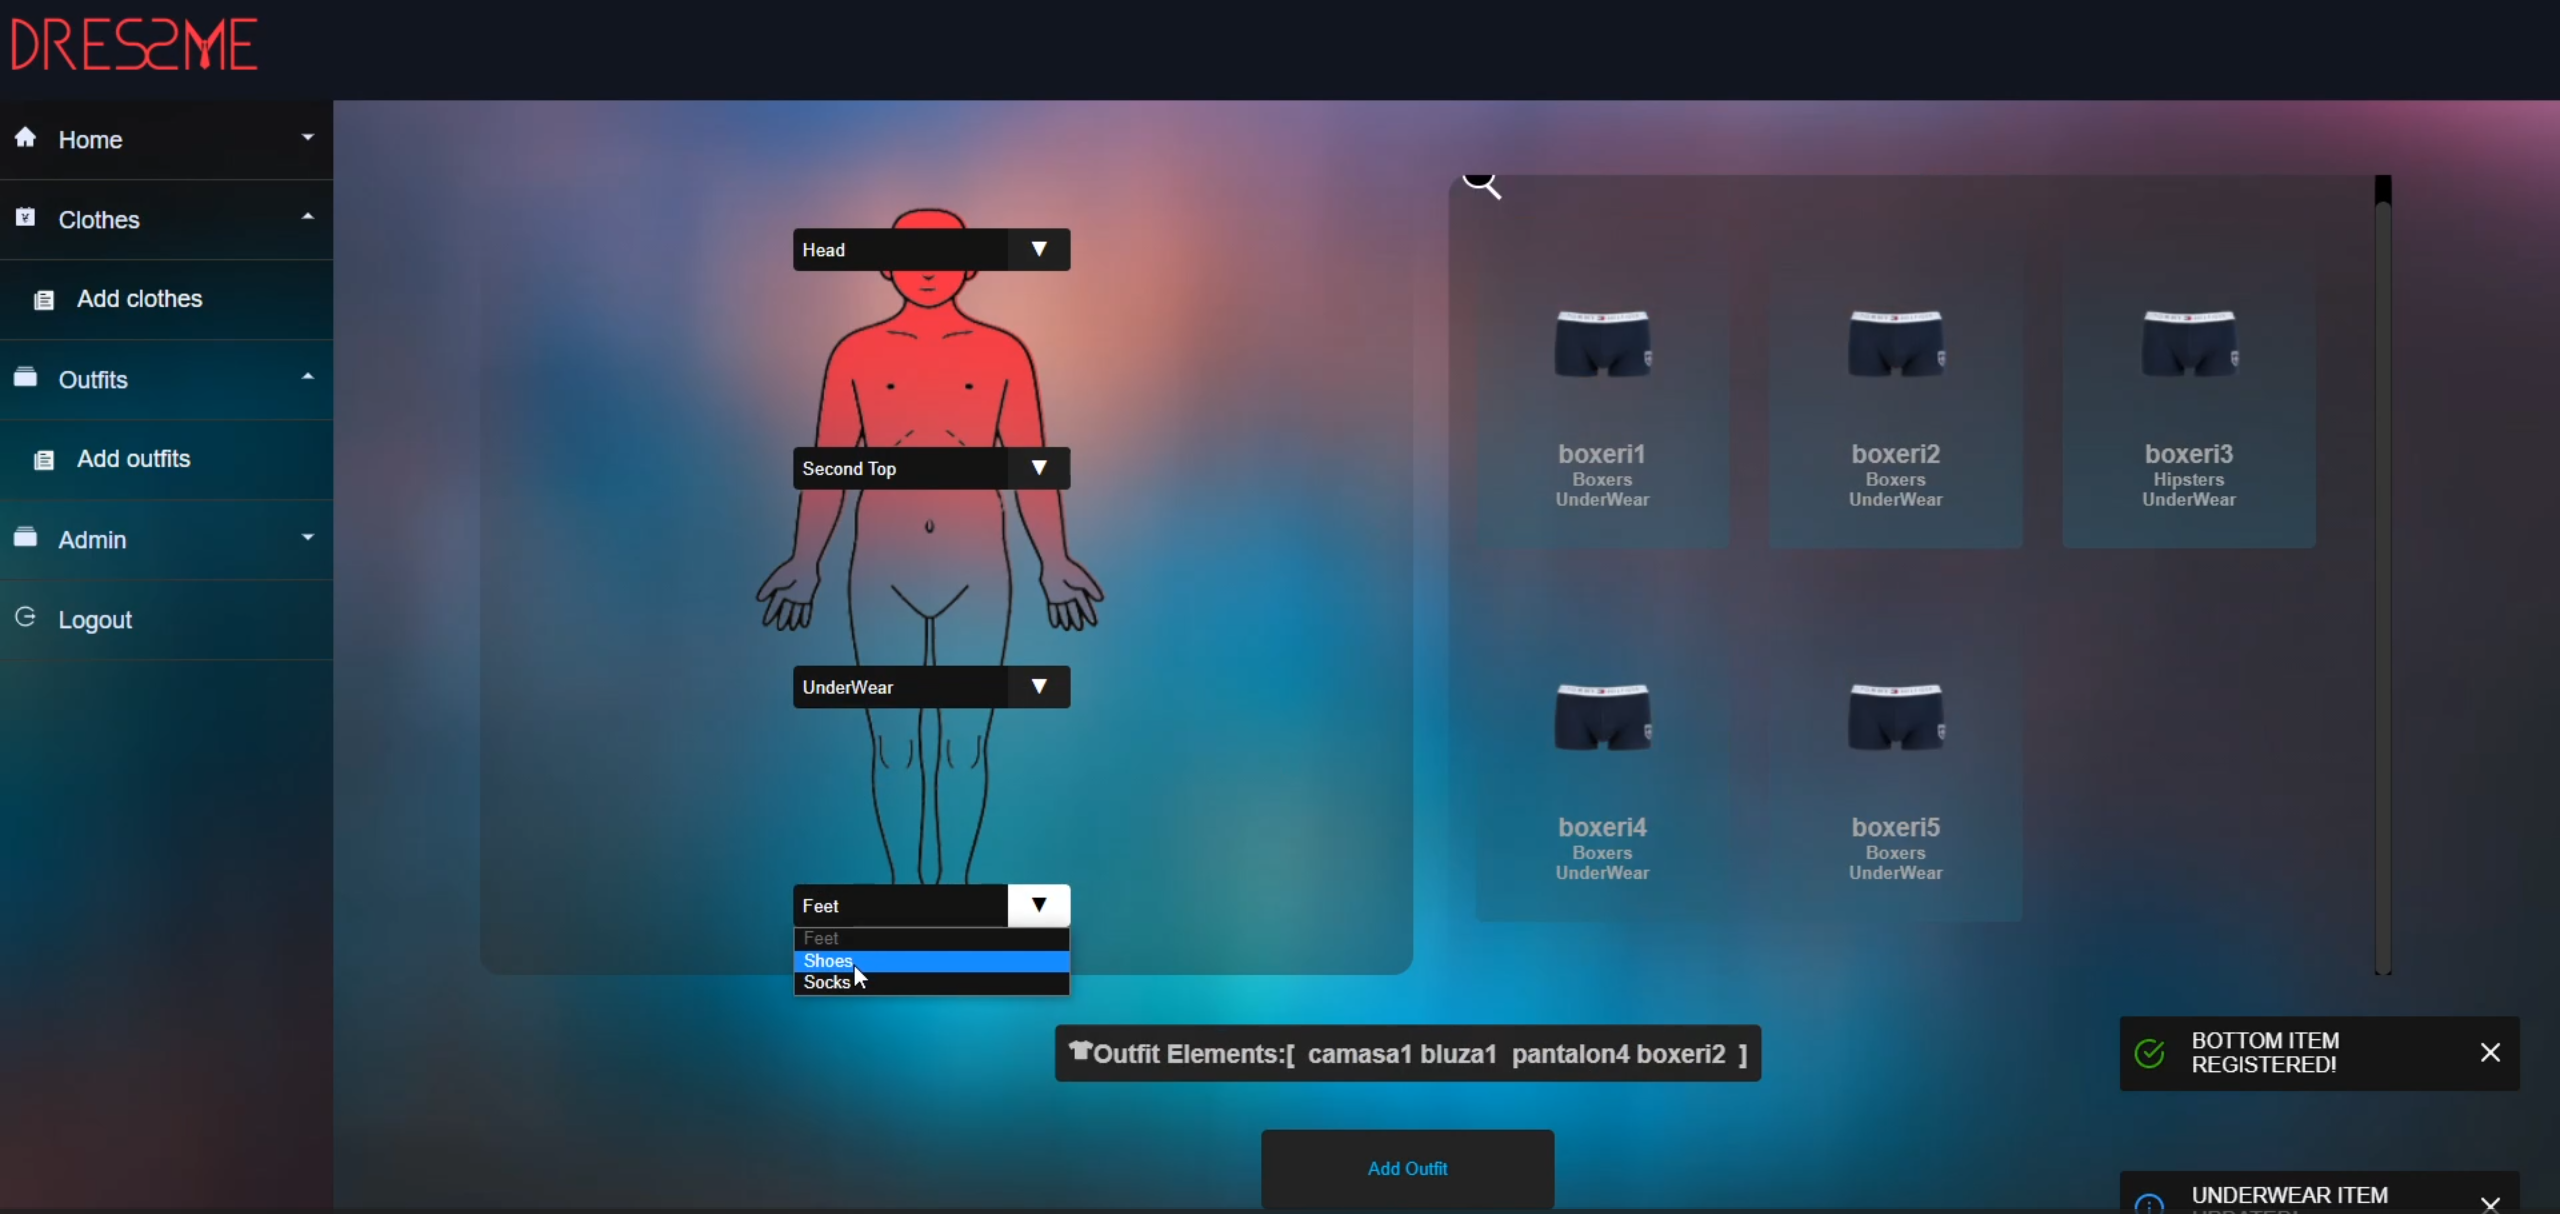 DRESSME
Home
Clothes
Add clothes
Outfits
Add outfits
Admin
Logout
Head
Second Top
UnderWear
Feet
Feet
Shoes
Socks
boxeri1
Boxers
UnderWear
boxeri2
Boxers
UnderWear
boxeri3
Hipsters
UnderWear
boxeri4
Boxers
UnderWear
boxeri5
Boxers
UnderWear
Outfit Elements:[ camasa1 bluza1 pantalon4 boxeri2 ]
Add Outfit
BOTTOM ITEM
REGISTERED!
UNDERWEAR ITEM